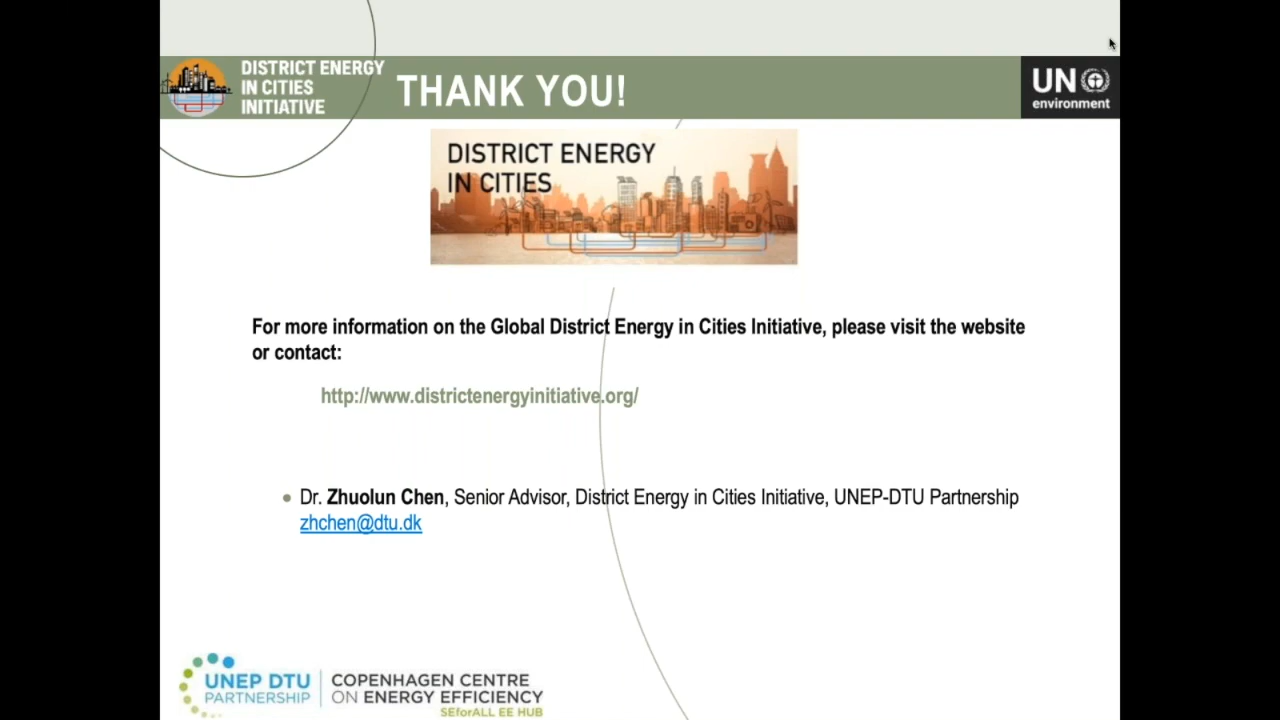 DISTRICT ENERGY
IN CITIES
INITIATIVE
THANK YOU!
UN
environment
DISTRICT ENERGY
IN CITIES
For more information on the Global District Energy in Cities Initiative, please visit the website
or contact:
http://www.districtenergyinitiative.org/
Dr. Zhuolun Chen, Senior Advisor, District Energy in Cities Initiative, UNEP-DTU Partnership
zhchen@dtu.dk
UNEP DTU
PARTNERSHIP
COPENHAGEN CENTRE
ON ENERGY EFFICIENCY
SEforALL EE HUB